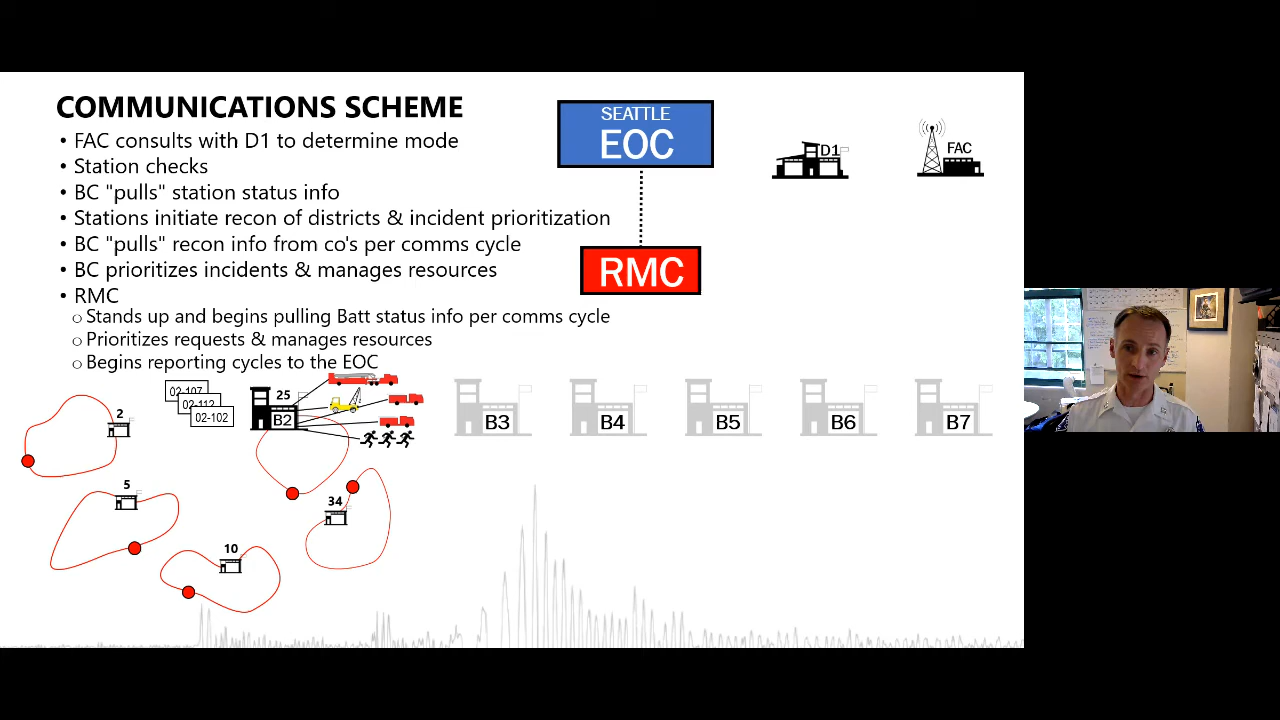 COMMUNICATIONS SCHEME
• FAC consults with D1 to determine mode
• Station checks
• BC "pulls" station status info
• Stations initiate recon of districts & incident prioritization
• BC "pulls" recon info from co's per comms cycle
• BC prioritizes incidents & manages resources
• RMC
○ Stands up and begins pulling Batt status info per comms cycle
○ Prioritizes requests & manages resources
○ Begins reporting cycles to the EOC
SEATTLE
EOC
D1
FAC
RMC
02-107
02-112
02-102
25
B2
B3
B4
B5
B6
B7
2
5
34
10